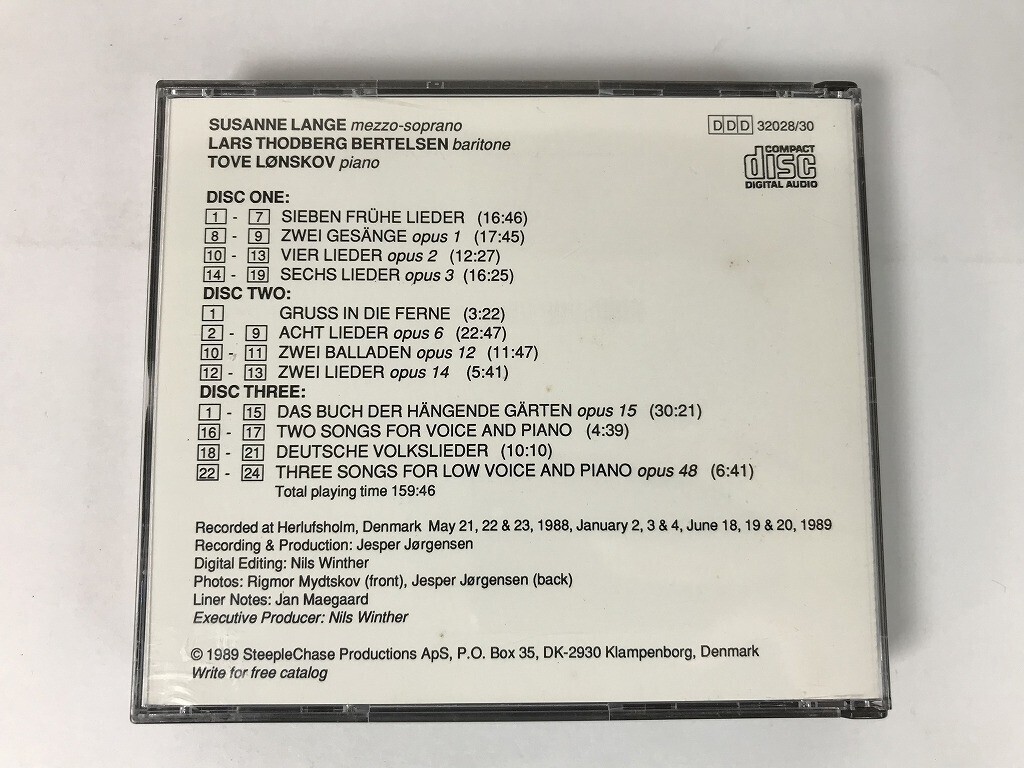 SUSANNE LANGE mezzo-soprano
LARS THODBERG BERTELSEN baritone
TOVE LØNSKOV piano
DDD 32028/30
COMPACT
disc
DIGITAL AUDIO
DISC ONE:
1 - 7 SIEBEN FRÜHE LIEDER (16:46)
8 - 9 ZWEI GESÄNGE opus 1 (17:45)
10 - 13 VIER LIEDER opus 2 (12:27)
14 - 19 SECHS LIEDER opus 3 (16:25)
DISC TWO:
1 GRUSS IN DIE FERNE (3:22)
2 - 9 ACHT LIEDER opus 6 (22:47)
10 - 11 ZWEI BALLADEN opus 12 (11:47)
12 - 13 ZWEI LIEDER opus 14 (5:41)
DISC THREE:
1 - 15 DAS BUCH DER HÄNGENDE GÄRTEN opus 15 (30:21)
16 - 17 TWO SONGS FOR VOICE AND PIANO (4:39)
18 - 21 DEUTSCHE VOLKSLIEDER (10:10)
22 - 24 THREE SONGS FOR LOW VOICE AND PIANO opus 48 (6:41)
Total playing time 159:46
Recorded at Herlufsholm, Denmark May 21, 22 & 23, 1988, January 2, 3 & 4, June 18, 19 & 20, 1989
Recording & Production: Jesper Jørgensen
Digital Editing: Nils Winther
Photos: Rigmor Mydtskov (front), Jesper Jørgensen (back)
Liner Notes: Jan Maegaard
Executive Producer: Nils Winther
© 1989 SteepleChase Productions ApS, P.O. Box 35, DK-2930 Klampenborg, Denmark
Write for free catalog